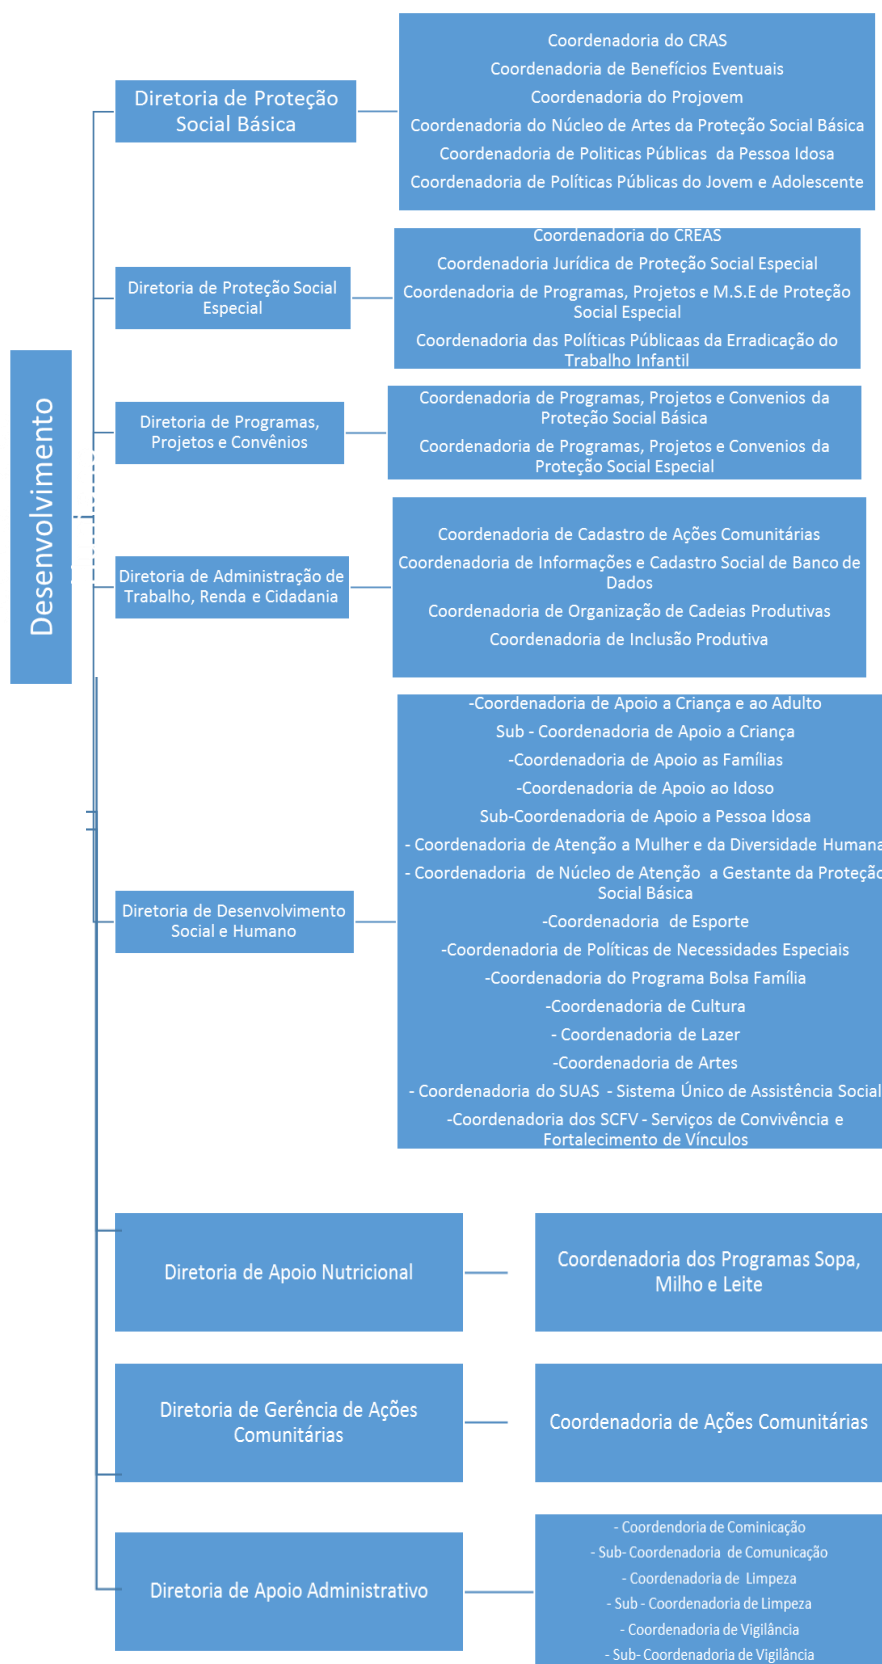 Desenvolvimento
Diretoria de Proteção
Social Básica
Coordenadoria do CRAS
Coordenadoria de Benefícios Eventuais
Coordenadoria do Projovem
Coordenadoria do Núcleo de Artes da Proteção Social Básica
Coordenadoria de Politicas Públicas da Pessoa Idosa
Coordenadoria de Políticas Públicas do Jovem e Adolescente
Diretoria de Proteção Social
Especial
Coordenadoria do CREAS
Coordenadoria Jurídica de Proteção Social Especial
Coordenadoria de Programas, Projetos e M.S.E de Proteção
Social Especial
Coordenadoria das Políticas Públicaas da Erradicação do
Trabalho Infantil
Diretoria de Programas,
Projetos e Convênios
Coordenadoria de Programas, Projetos e Convenios da
Proteção Social Básica
Coordenadoria de Programas, Projetos e Convenios da
Proteção Social Especial
Diretoria de Administração de
Trabalho, Renda e Cidadania
Coordenadoria de Cadastro de Ações Comunitárias
Coordenadoria de Informações e Cadastro Social de Banco de
Dados
Coordenadoria de Organização de Cadeias Produtivas
Coordenadoria de Inclusão Produtiva
Diretoria de Desenvolvimento
Social e Humano
-Coordenadoria de Apoio a Criança e ao Adulto
Sub - Coordenadoria de Apoio a Criança
-Coordenadoria de Apoio as Famílias
-Coordenadoria de Apoio ao Idoso
Sub-Coordenadoria de Apoio a Pessoa Idosa
- Coordenadoria de Atenção a Mulher e da Diversidade Humana
- Coordenadoria de Núcleo de Atenção a Gestante da Proteção
Social Básica
-Coordenadoria de Esporte
-Coordenadoria de Políticas de Necessidades Especiais
-Coordenadoria do Programa Bolsa Família
-Coordenadoria de Cultura
- Coordenadoria de Lazer
-Coordenadoria de Artes
- Coordenadoria do SUAS - Sistema Único de Assistência Social
-Coordenadoria dos SCFV - Serviços de Convivência e
Fortalecimento de Vínculos
Diretoria de Apoio Nutricional
Coordenadoria dos Programas Sopa,
Milho e Leite
Diretoria de Gerência de Ações
Comunitárias
Coordenadoria de Ações Comunitárias
Diretoria de Apoio Administrativo
- Coordendoria de Cominicação
- Sub- Coordenadoria de Comunicação
- Coordenadoria de Limpeza
- Sub - Coordenadoria de Limpeza
- Coordenadoria de Vigilância
- Sub- Coordenadoria de Vigilância